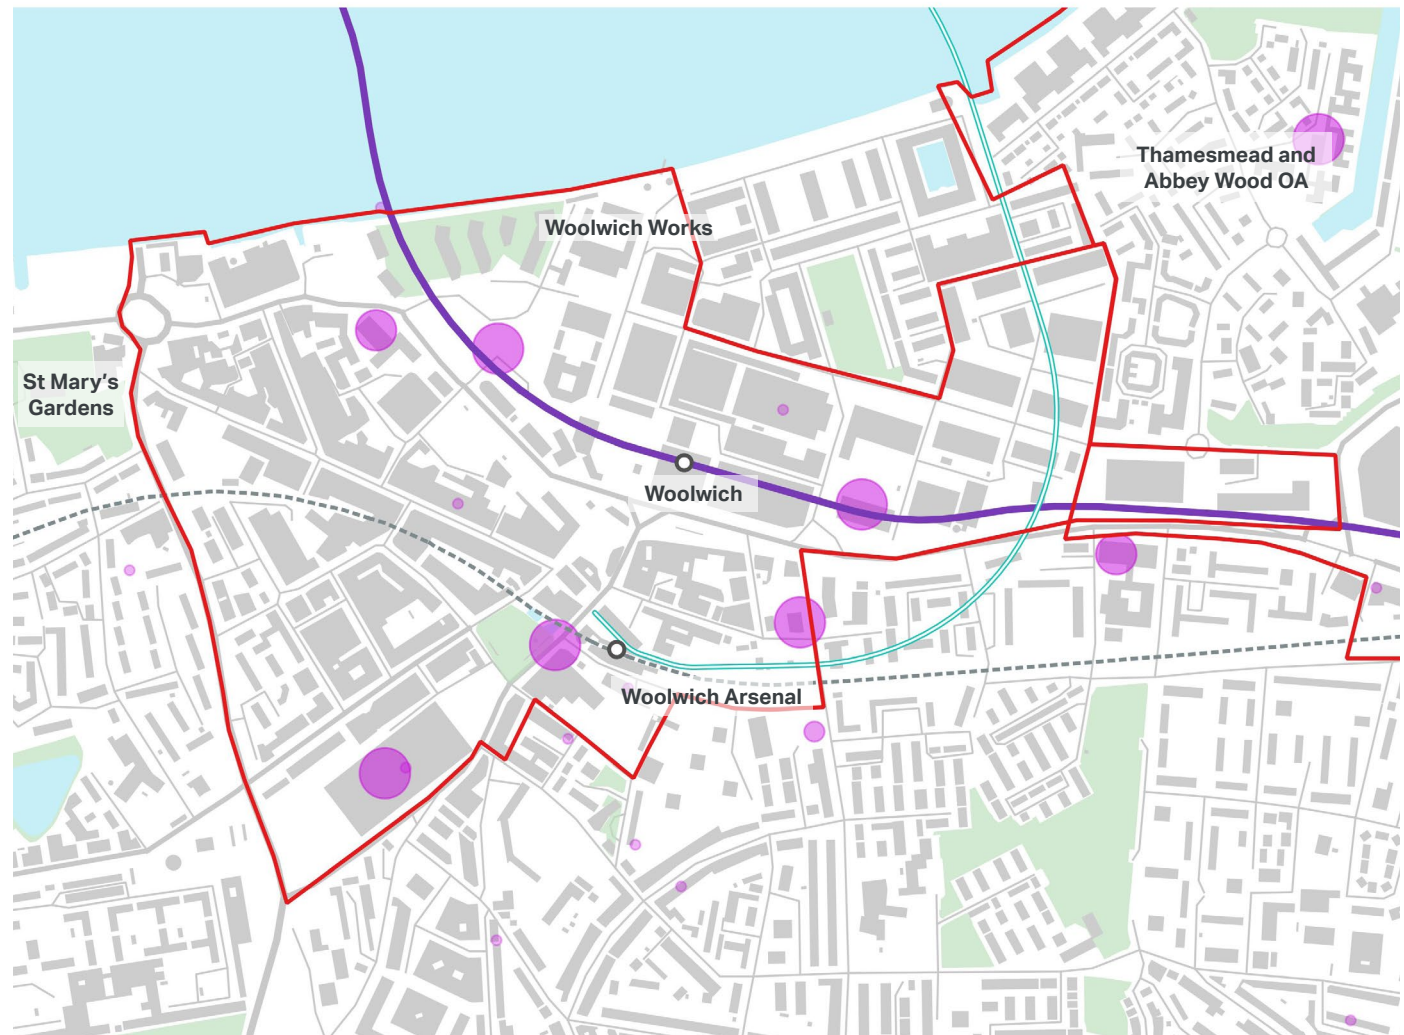 Thamesmead and
Abbey Wood OA
Woolwich Works
St Mary's
Gardens
Woolwich
Woolwich Arsenal